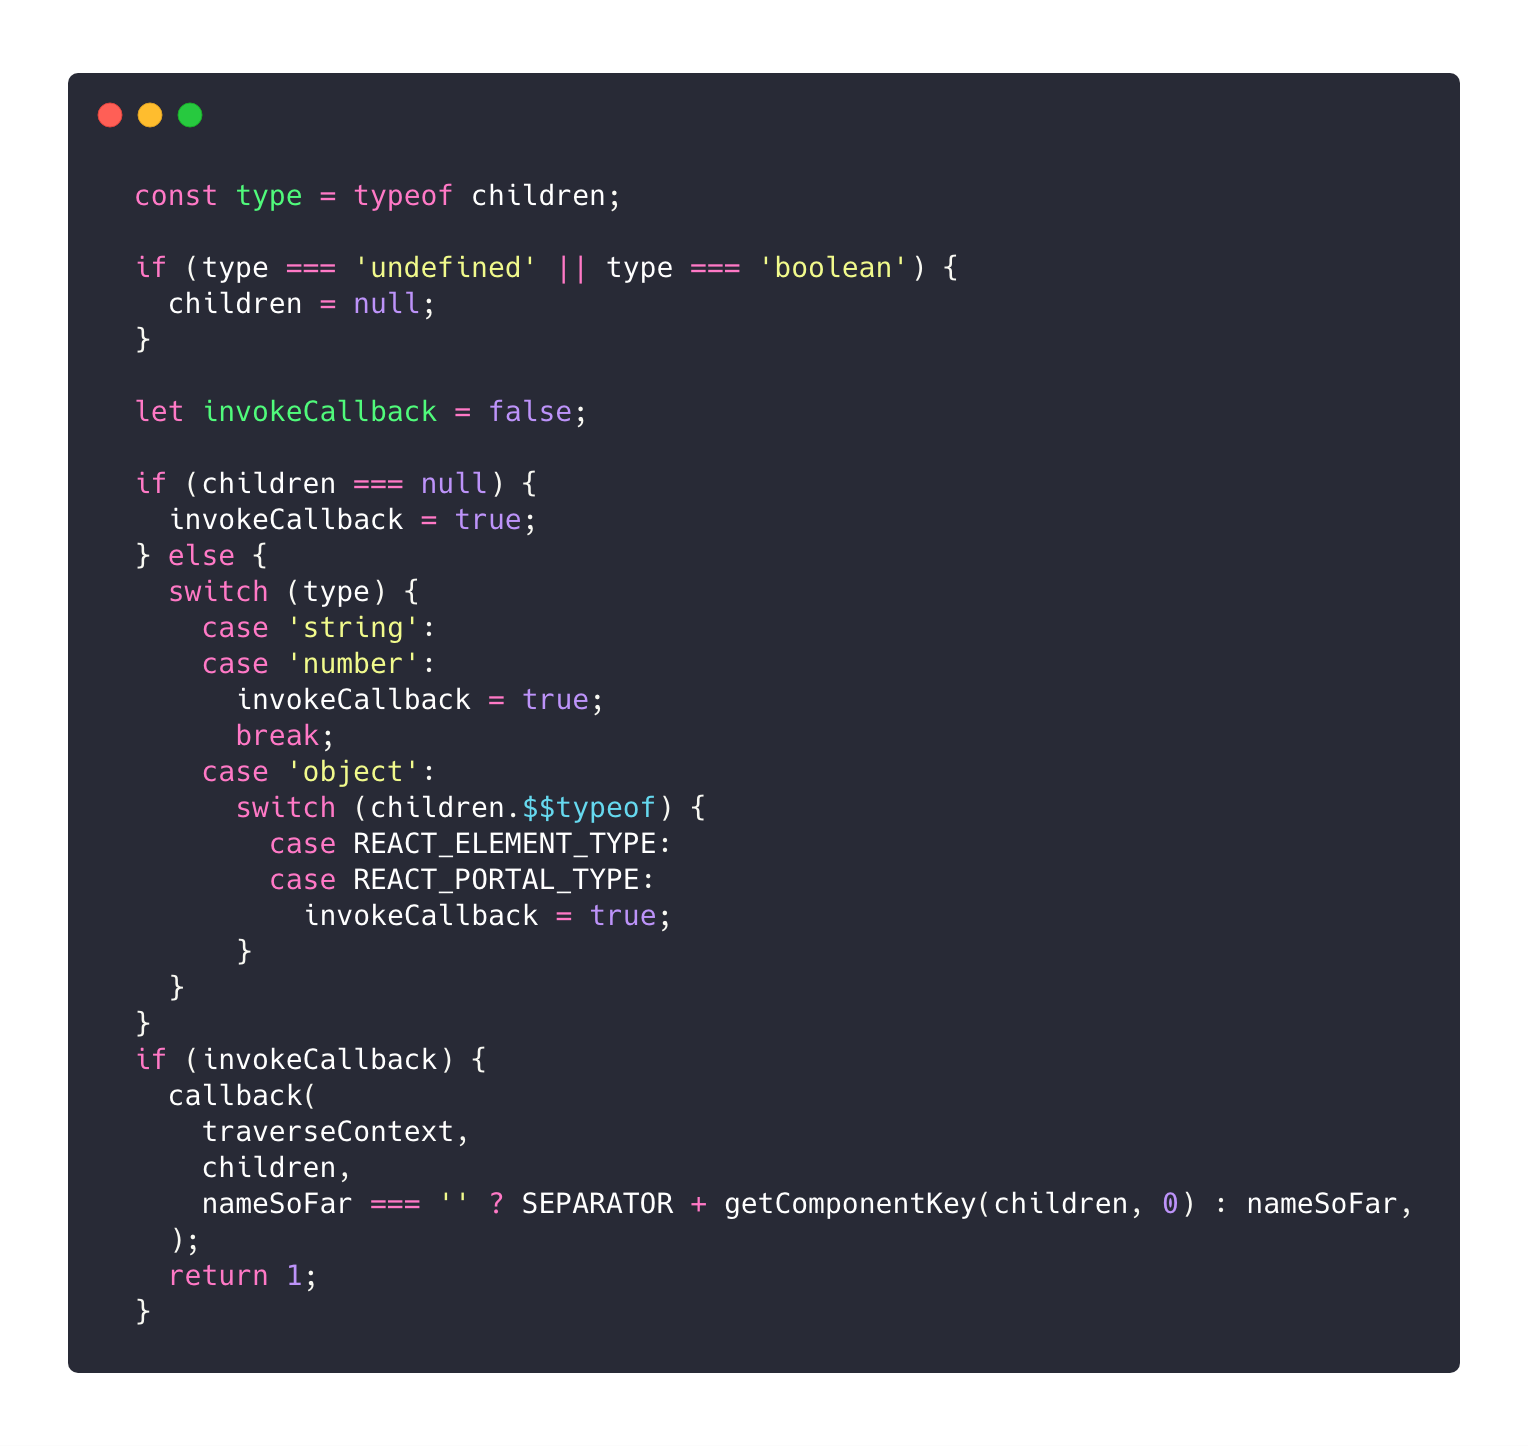 const type = typeof children;

if (type === 'undefined' || type === 'boolean') {
  children = null;
}

let invokeCallback = false;

if (children === null) {
  invokeCallback = true;
} else {
  switch (type) {
    case 'string':
    case 'number':
      invokeCallback = true;
      break;
    case 'object':
      switch (children.$$typeof) {
        case REACT_ELEMENT_TYPE:
        case REACT_PORTAL_TYPE:
          invokeCallback = true;
      }
  }
}
if (invokeCallback) {
  callback(
    traverseContext,
    children,
    nameSoFar === '' ? SEPARATOR + getComponentKey(children, 0) : nameSoFar,
  );
  return 1;
}